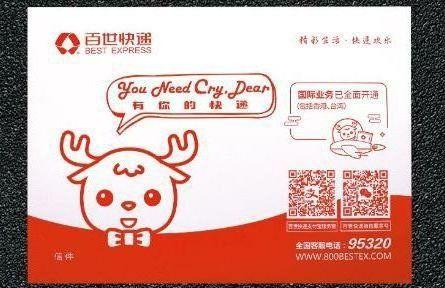 百世快递
BEST EXPRESS
精彩生活·快递欢乐
You Need Cry, Dear
有你的快递
国际业务已全面开通
(包括香港、台湾)
信件
全国客服电话: 95320
WWW.800BESTEX.COM